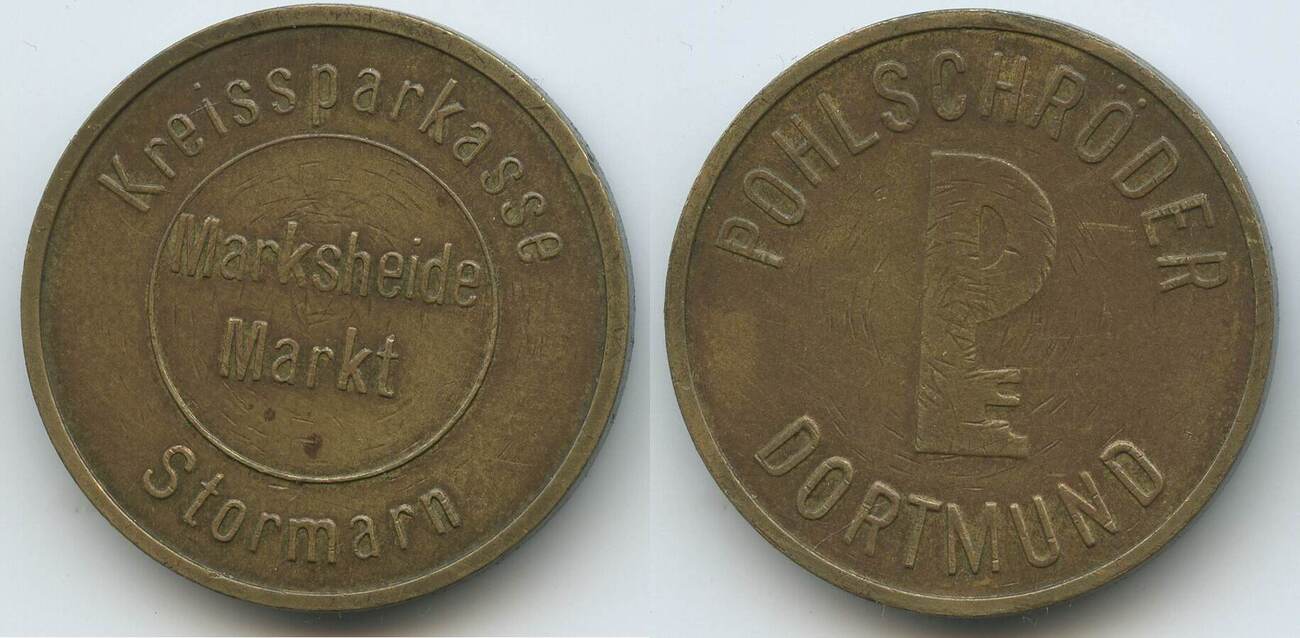 Kreissparkasse
Marksheide
Markt
Stormarn
POHLSCHRÖDER
P
DORTMUND